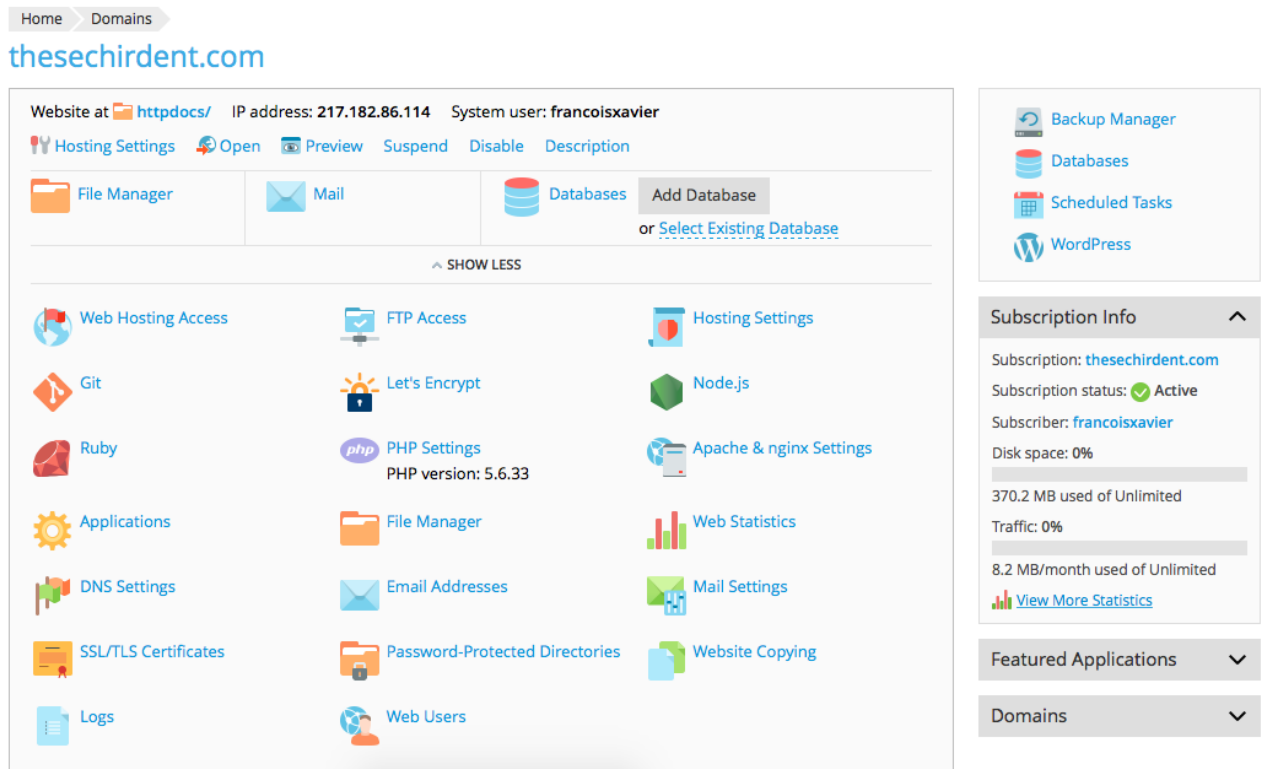 Home Domains
thesechirdent.com
Website at httpdocs/ IP address: 217.182.86.114 System user: francoisxavier
Hosting Settings Open Preview Suspend Disable Description
File Manager Mail Databases Add Database
or Select Existing Database
SHOW LESS
Web Hosting Access FTP Access Hosting Settings
Git Let's Encrypt Node.js
Ruby php PHP Settings Apache & nginx Settings
PHP version: 5.6.33
Applications File Manager Web Statistics
DNS Settings Email Addresses Mail Settings
SSL/TLS Certificates Password-Protected Directories Website Copying
Logs Web Users
Backup Manager
Databases
Scheduled Tasks
WordPress
Subscription Info
Subscription: thesechirdent.com
Subscription status: Active
Subscriber: francoisxavier
Disk space: 0%
370.2 MB used of Unlimited
Traffic: 0%
8.2 MB/month used of Unlimited
View More Statistics
Featured Applications
Domains